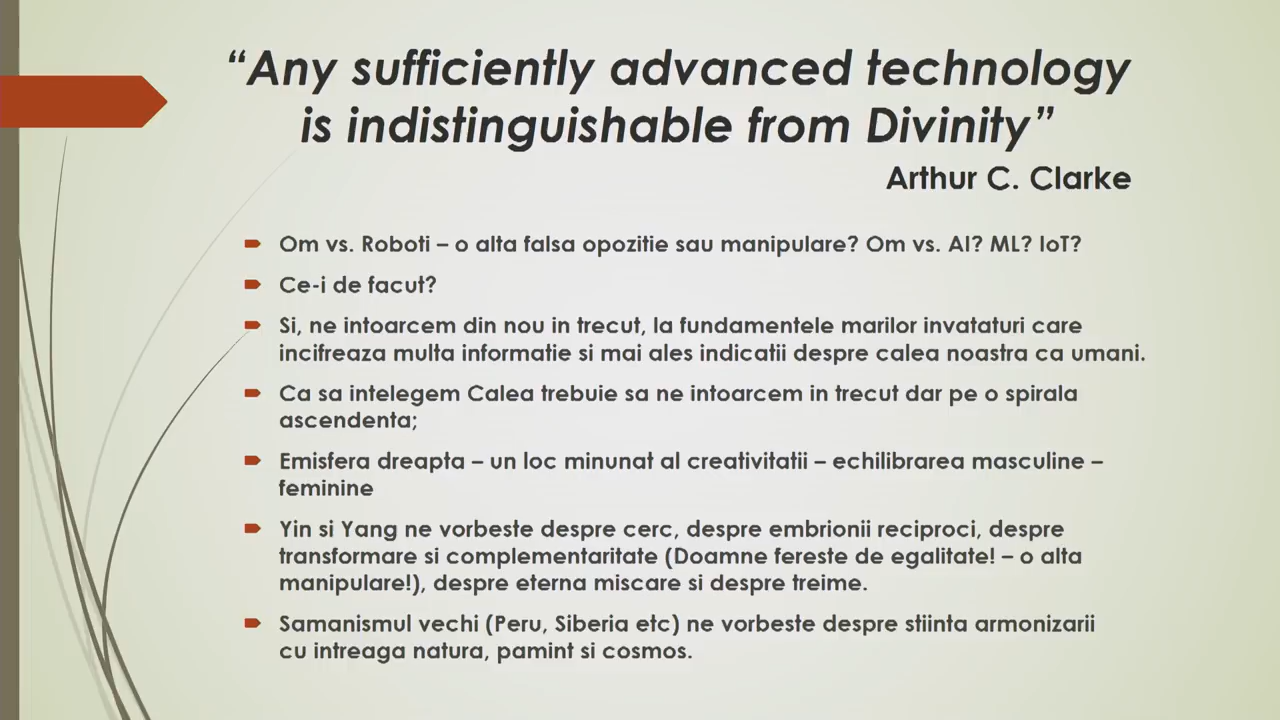 “Any sufficiently advanced technology
is indistinguishable from Divinity”
Arthur C. Clarke
Om vs. Roboti – o alta falsa opozitie sau manipulare? Om vs. AI? ML? IoT?
Ce-i de facut?
Si, ne intoarcem din nou in trecut, la fundamentele marilor invataturi care
incifreaza multa informatie si mai ales indicatii despre calea noastra ca umani.
Ca sa intelegem Calea trebuie sa ne intoarcem in trecut dar pe o spirala
ascendenta;
Emisfera dreapta – un loc minunat al creativitatii – echilibrarea masculine –
feminine
Yin si Yang ne vorbeste despre cerc, despre embrionii reciproci, despre
transformare si complementaritate (Doamne fereste de egalitate! – o alta
manipulare!), despre eterna miscare si despre treime.
Samanismul vechi (Peru, Siberia etc) ne vorbeste despre stiinta armonizarii
cu intreaga natura, pamint si cosmos.